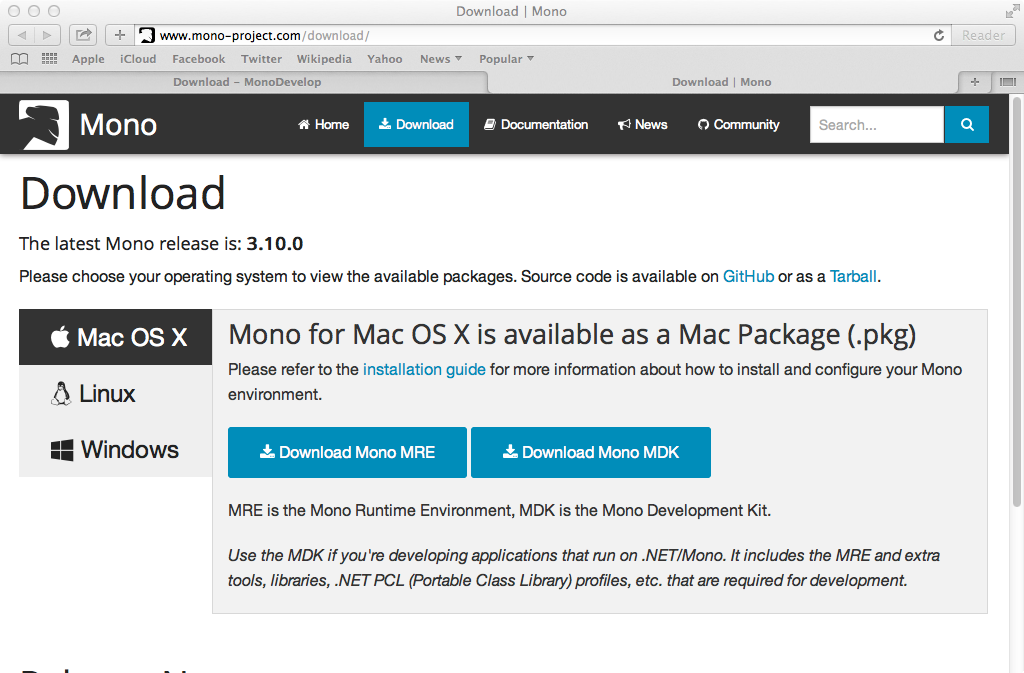 Download | Mono
www.mono-project.com/download/
Reader
Apple iCloud Facebook Twitter Wikipedia Yahoo News Popular
Download – MonoDevelop Download | Mono
Mono Home Download Documentation News Community Search...
Download
The latest Mono release is: 3.10.0
Please choose your operating system to view the available packages. Source code is available on GitHub or as a Tarball.
Mac OS X
Linux
Windows
Mono for Mac OS X is available as a Mac Package (.pkg)
Please refer to the installation guide for more information about how to install and configure your Mono
environment.
Download Mono MRE Download Mono MDK
MRE is the Mono Runtime Environment, MDK is the Mono Development Kit.
Use the MDK if you're developing applications that run on .NET/Mono. It includes the MRE and extra
tools, libraries, .NET PCL (Portable Class Library) profiles, etc. that are required for development.